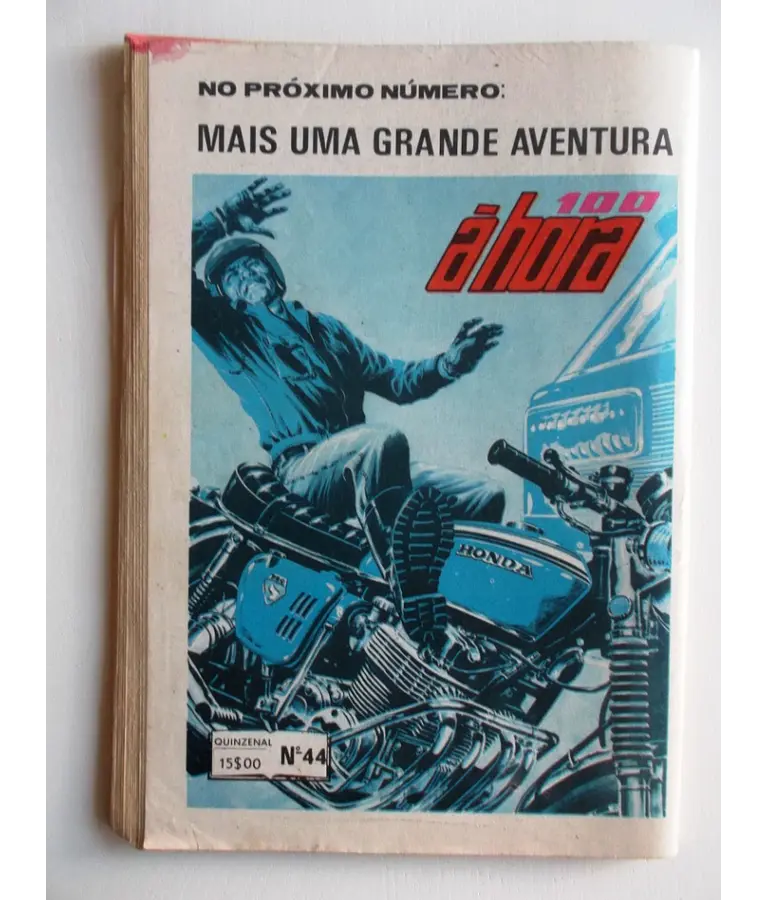 NO PRÓXIMO NÚMERO:
MAIS UMA GRANDE AVENTURA
100
à hora
HONDA
QUINZENAL
15$00
Nº44